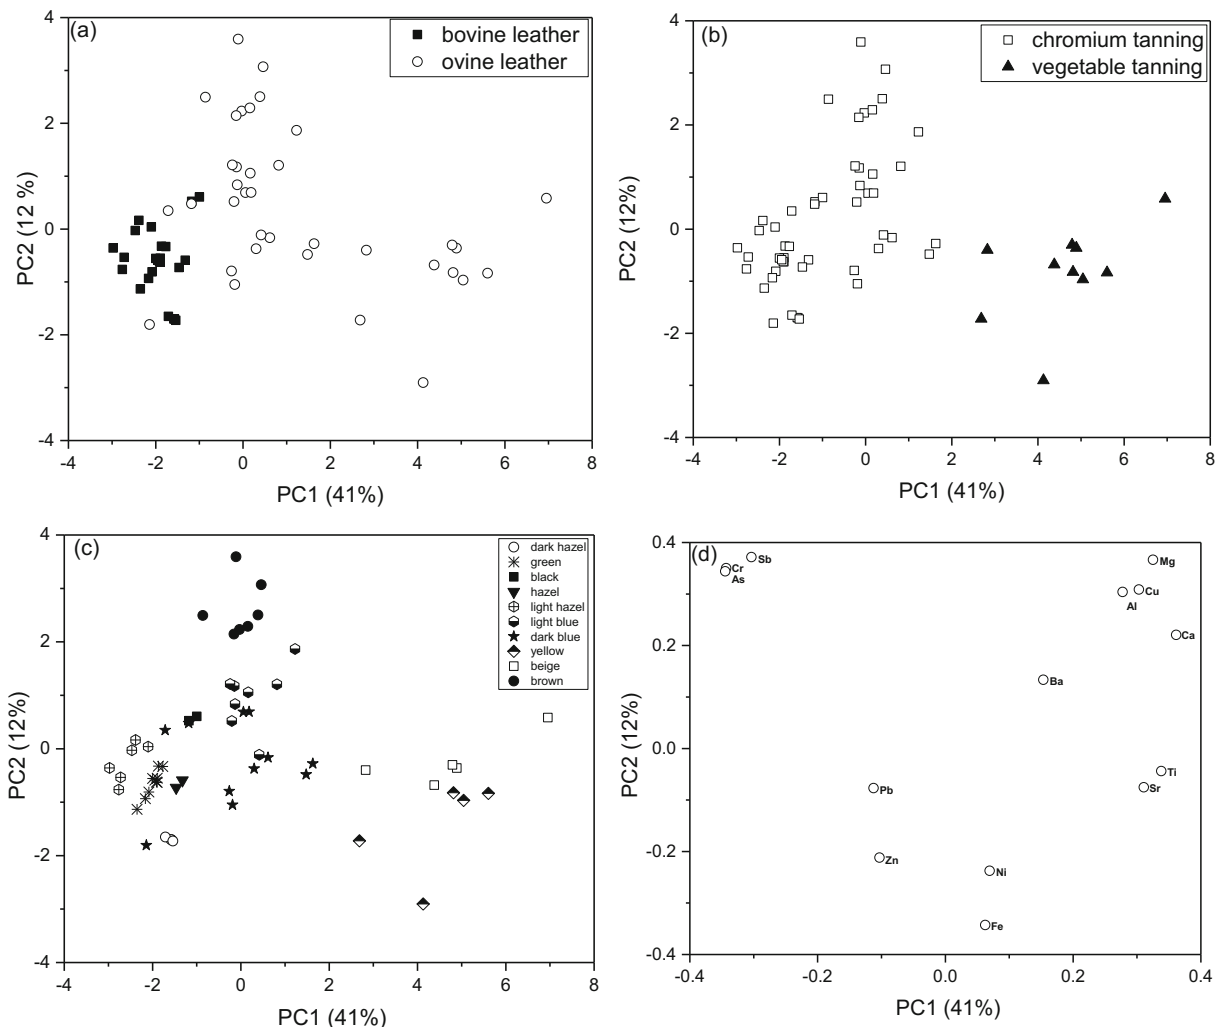 (a)
bovine leather
ovine leather
4
2
0
-2
-4
PC2 (12 %)
-4
-2
0
2
4
6
8
PC1 (41%)
(b)
chromium tanning
vegetable tanning
4
2
0
-2
-4
PC2 (12%)
-4
-2
0
2
4
6
8
PC1 (41%)
(c)
dark hazel
green
black
hazel
light hazel
light blue
dark blue
yellow
beige
brown
4
2
0
-2
-4
PC2 (12%)
-4
-2
0
2
4
6
8
PC1 (41%)
(d)
Sb
Cr
As
Mg
Cu
Al
Ca
Ba
Ti
Sr
Pb
Zn
Ni
Fe
0.4
0.2
0.0
-0.2
-0.4
PC2 (12%)
-0.4
-0.2
0.0
0.2
0.4
PC1 (41%)